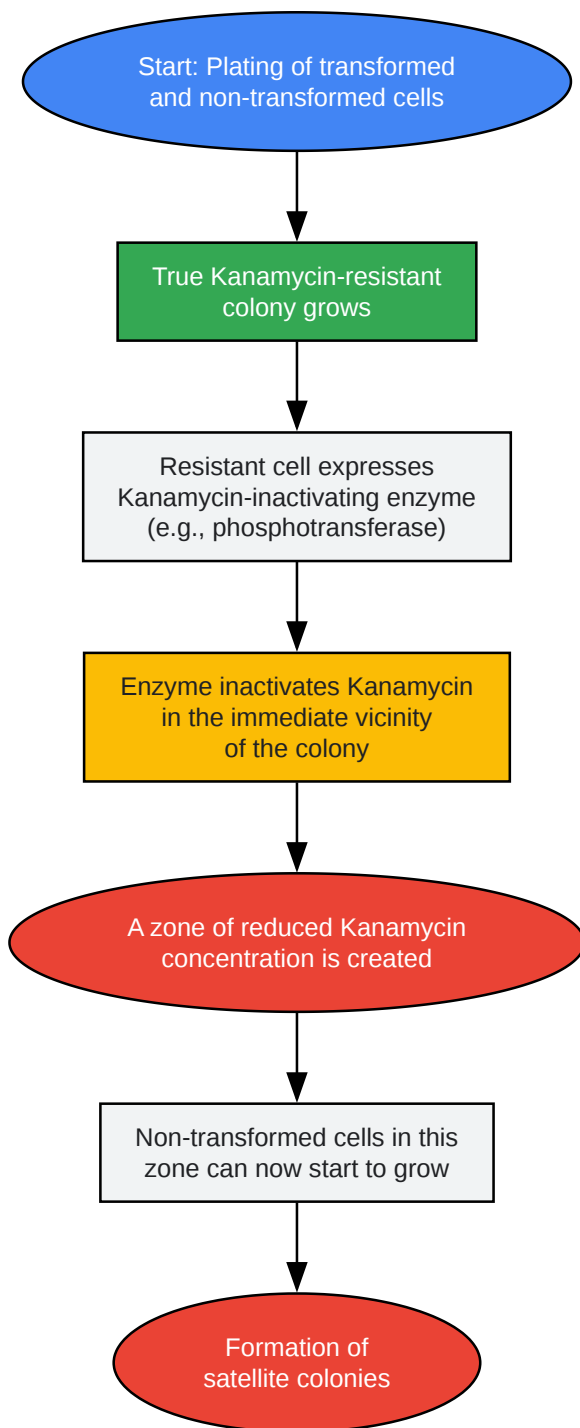 Start: Plating of transformed
and non-transformed cells
True Kanamycin-resistant
colony grows
Resistant cell expresses
Kanamycin-inactivating enzyme
(e.g., phosphotransferase)
Enzyme inactivates Kanamycin
in the immediate vicinity
of the colony
A zone of reduced Kanamycin
concentration is created
Non-transformed cells in this
zone can now start to grow
Formation of
satellite colonies